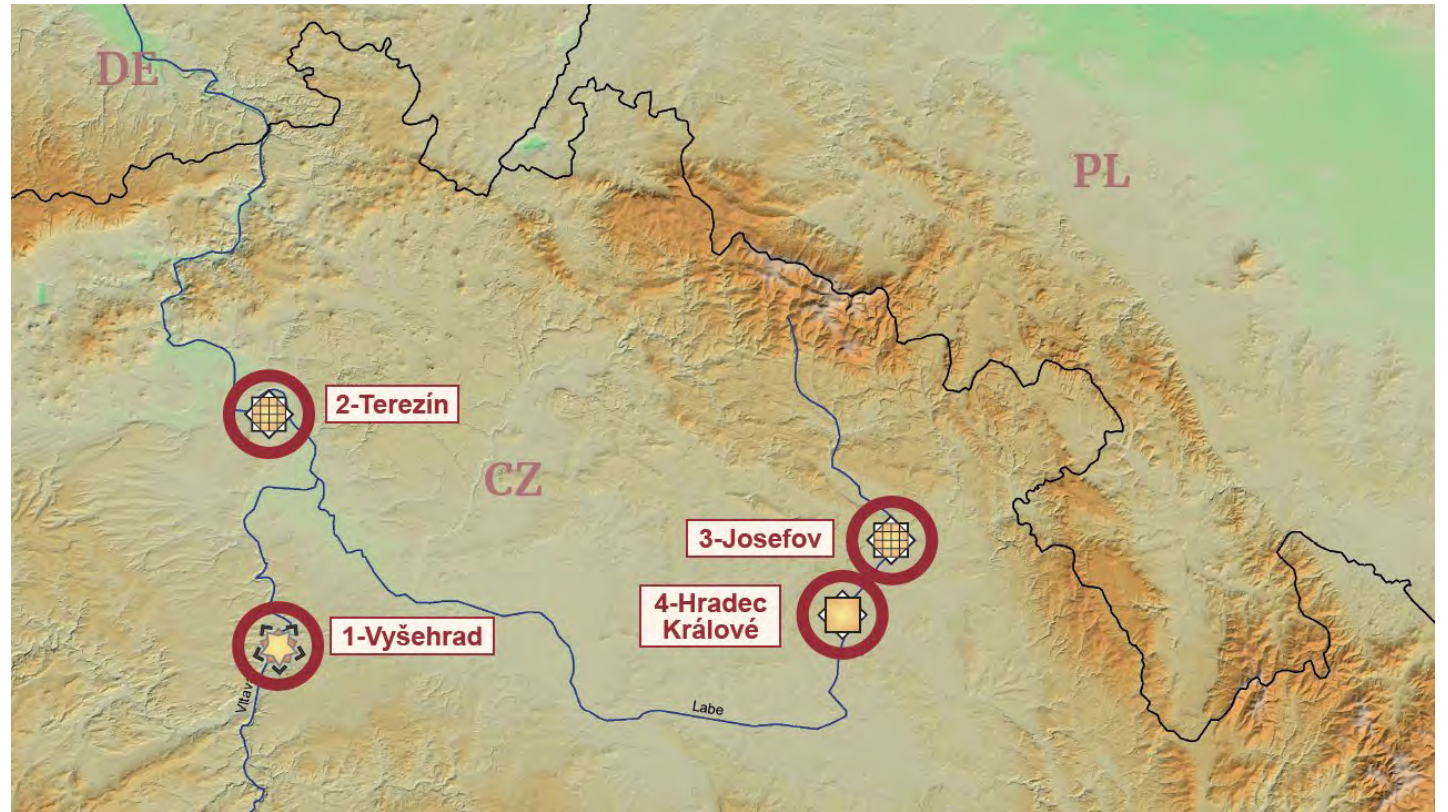 DE
PL
2-Terezín
CZ
3-Josefov
4-Hradec
Králové
1-Vyšehrad
Vltava
Labe